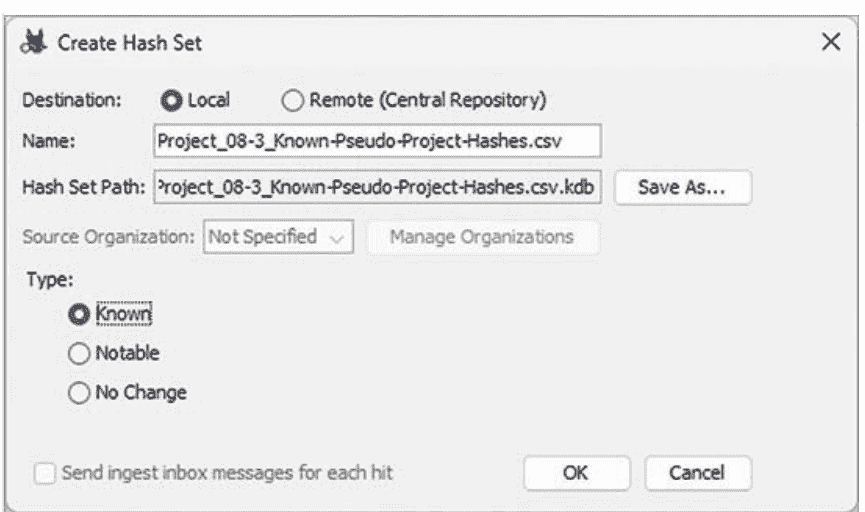 Create Hash Set
Destination: Local Remote (Central Repository)
Name: Project_08-3_Known-Pseudo-Project-Hashes.csv
Hash Set Path: Project_08-3_Known-Pseudo-Project-Hashes.csv.kdb Save As...
Source Organization: Not Specified Manage Organizations
Type:
Known
Notable
No Change
Send ingest inbox messages for each hit OK Cancel